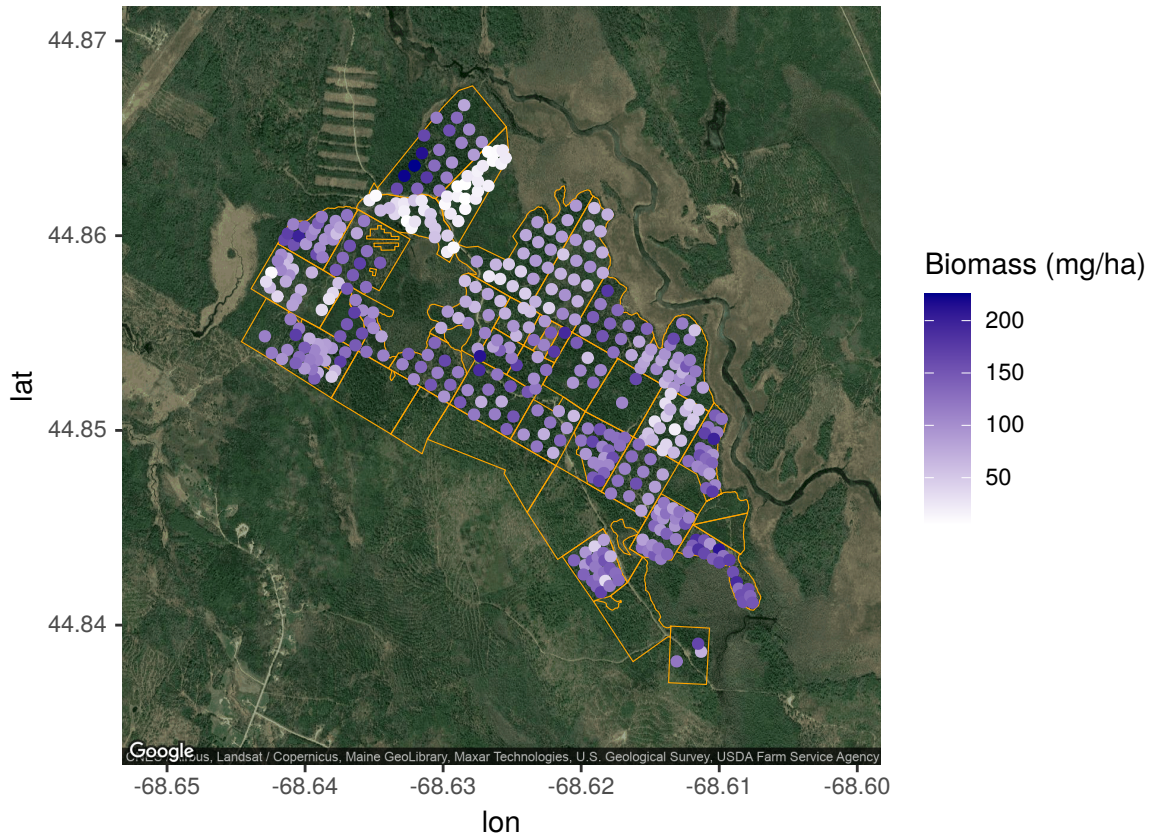 44.87
44.86
44.85
44.84
lat
-68.65
-68.64
-68.63
-68.62
-68.61
-68.60
lon
Biomass (mg/ha)
200
150
100
50
Google
Landsat / Copernicus, Maine GeoLibrary, Maxar Technologies, U.S. Geological Survey, USDA Farm Service Agency